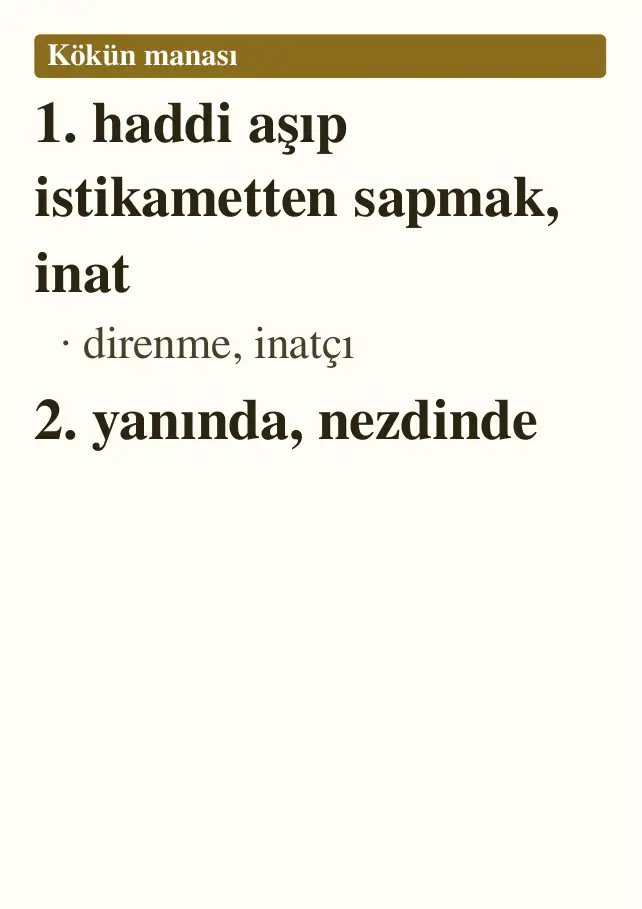 Kökün manası
1. haddi aşıp
istikametten sapmak,
inat
· direnme, inatçı
2. yanında, nezdinde